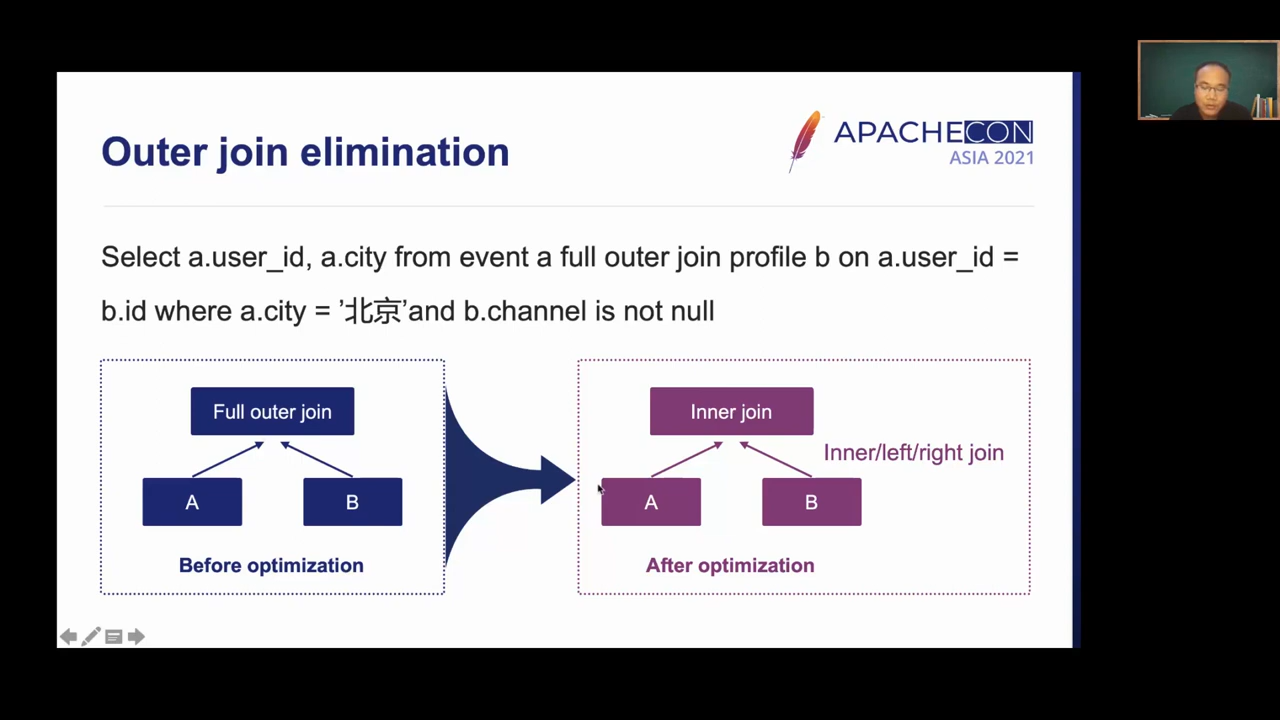 Outer join elimination
APACHECON
ASIA 2021
Select a.user_id, a.city from event a full outer join profile b on a.user_id =
b.id where a.city = ’北京’and b.channel is not null
Full outer join
A
B
Before optimization
Inner join
Inner/left/right join
A
B
After optimization